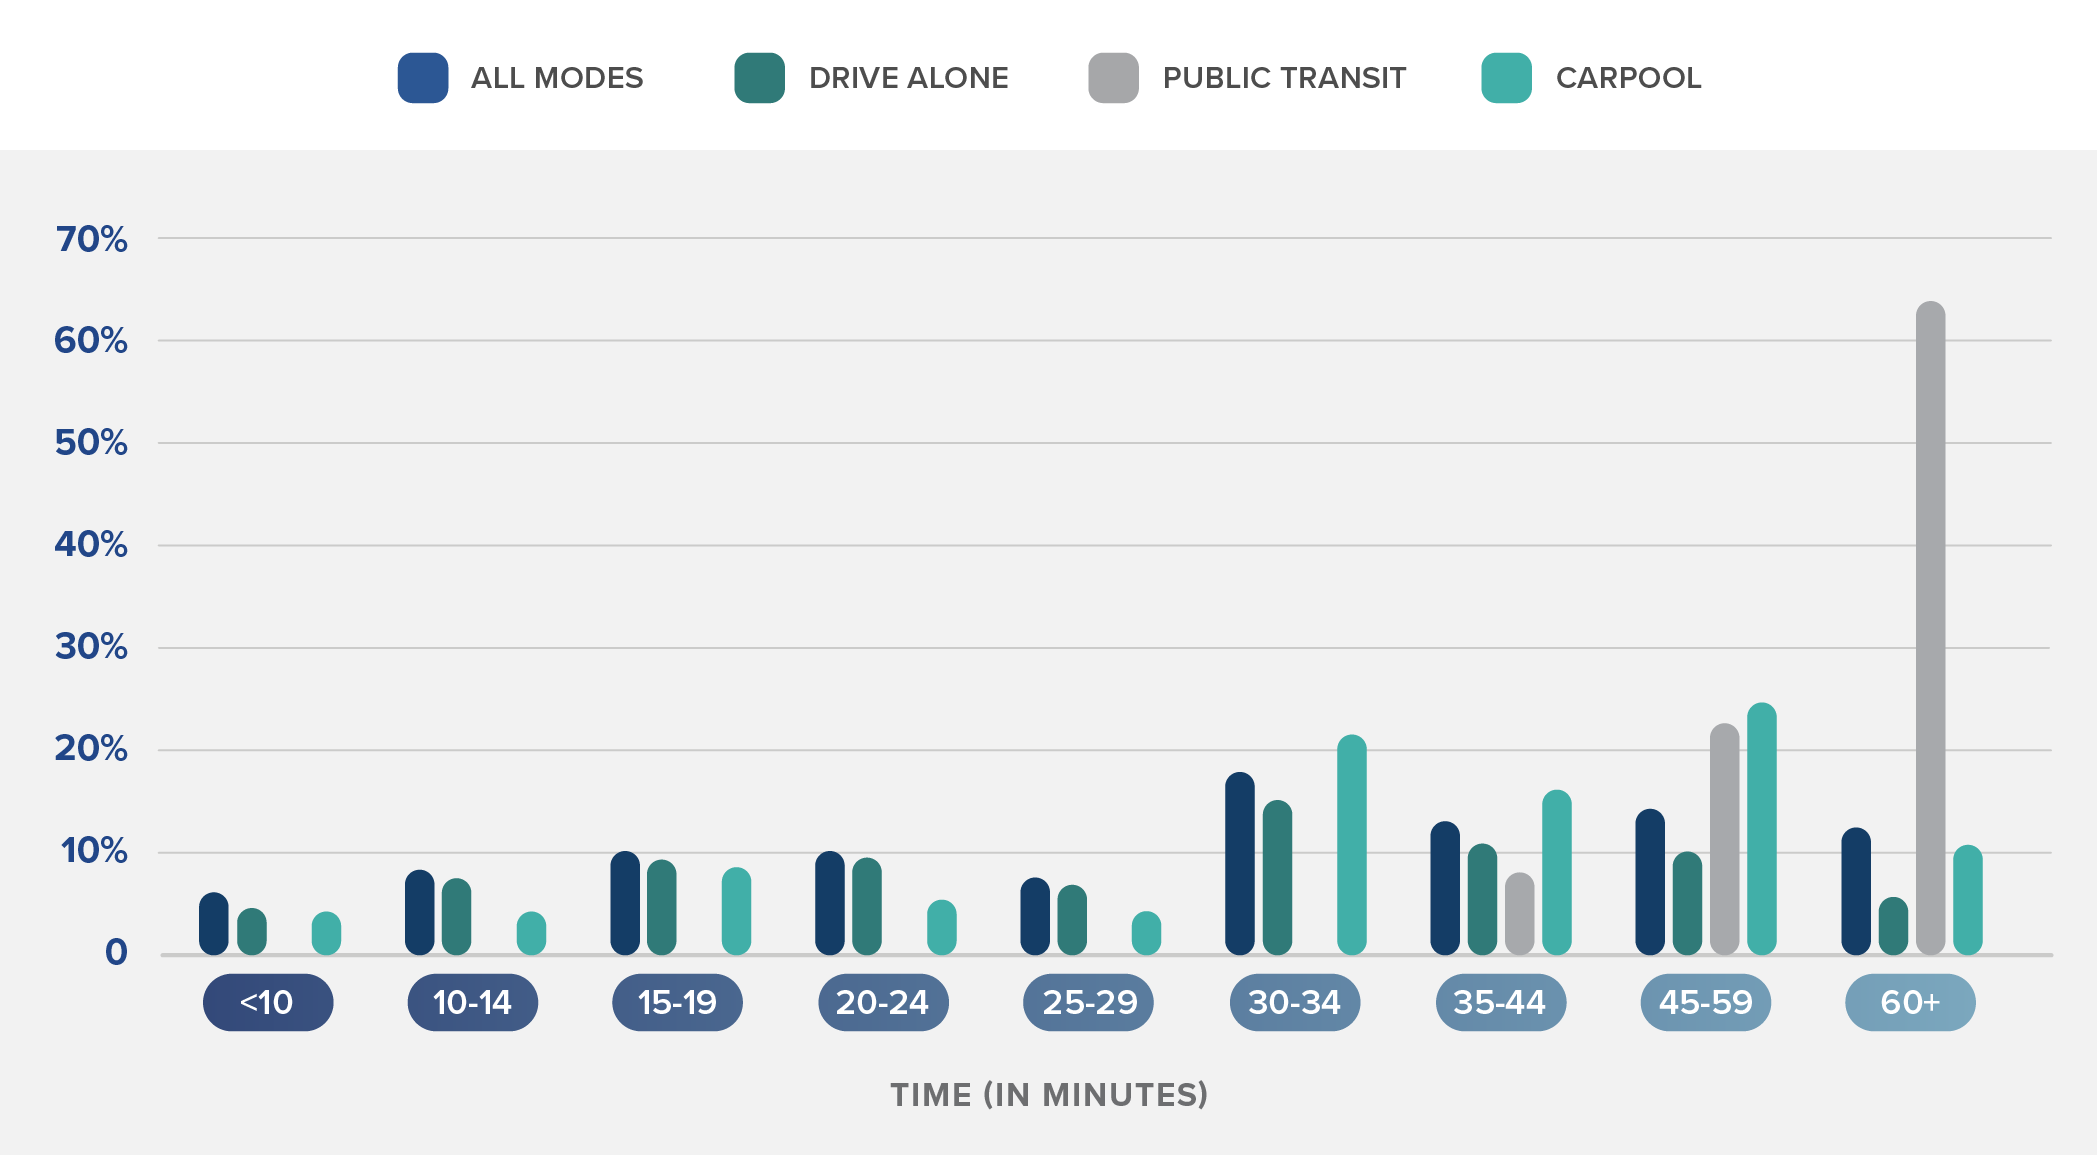 ALL MODES DRIVE ALONE PUBLIC TRANSIT CARPOOL
70%
60%
50%
40%
30%
20%
10%
0
<10 10-14 15-19 20-24 25-29 30-34 35-44 45-59 60+
TIME (IN MINUTES)